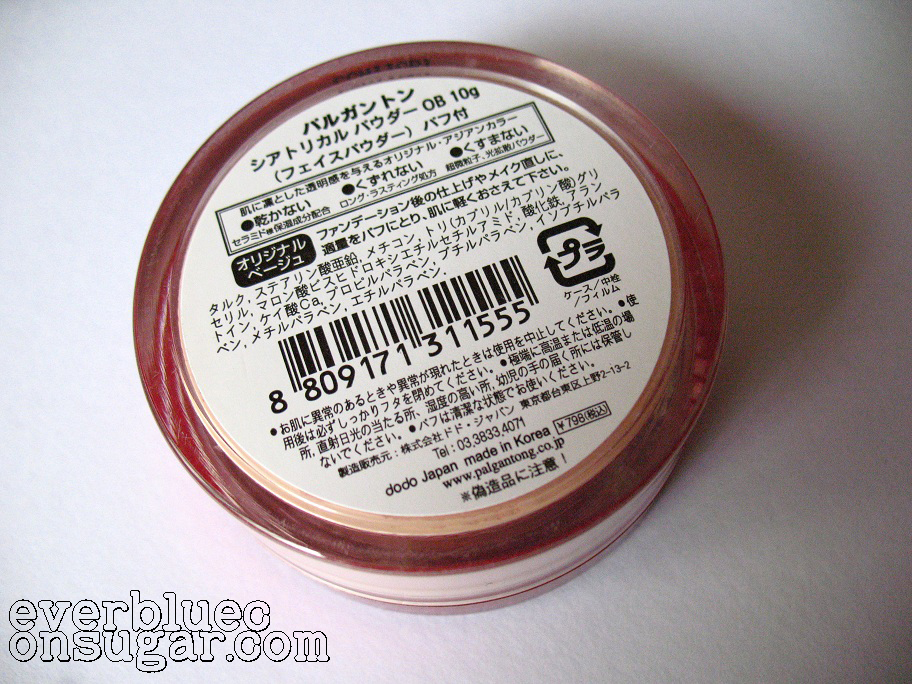 パルガントン
シアトリカル パウダー OB 10g
(フェイスパウダー) パフ付
肌に凛とした透明感を与えるオリジナル・アジアンカラー
●乾かない ●くずれない ●くすまない
セラミド様保湿成分配合 ロング・ラスティング処方 超微粒子、光拡散パウダー
オリジナル
ベージュ
ファンデーション後の仕上げやメイク直しに、
適量をパフにとり、肌に軽くおさえて下さい。
タルク、ステアリン酸亜鉛、メチコン、トリ(カプリル/カプリン酸)グリ
セリル、マロン酸ビスヒドロキシエチルセチルアミド、酸化鉄、アラン
トイン、ケイ酸Ca、プロピルパラベン、ブチルパラベン、イソブチルパラ
ベン、メチルパラベン、エチルパラベン、
プラ
ケース/中栓
/フィルム
8 809171 311555
●お肌に異常のあるときや異常が現れたときは使用を中止してください。●使
用後は必ずしっかりフタを閉めてください。●極端に高温または低温の場
所、直射日光の当たる所、湿度の高い所、幼児の手の届く所には保管し
ないでください。●パフは清潔な状態でお使いください。
製造販売元:株式会社ドド・ジャパン 東京都台東区上野2-13-2
Tel : 03.3833.4071
dodo Japan made in Korea ¥798(税込)
www.palgantong.co.jp
※偽造品に注意!
everbluec
onsugar.com